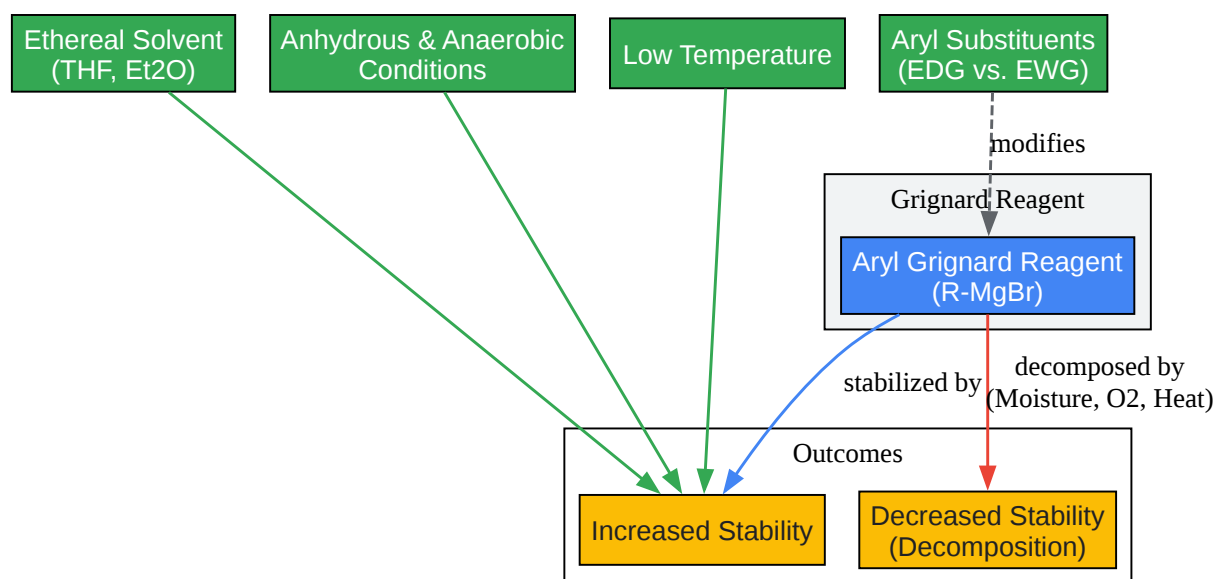 Ethereal Solvent
(THF, Et2O)
Anhydrous & Anaerobic
Conditions
Low Temperature
Aryl Substituents
(EDG vs. EWG)
modifies
Grignard Reagent
Aryl Grignard Reagent
(R-MgBr)
stabilized by
decomposed by
(Moisture, O2, Heat)
Outcomes
Increased Stability
Decreased Stability
(Decomposition)